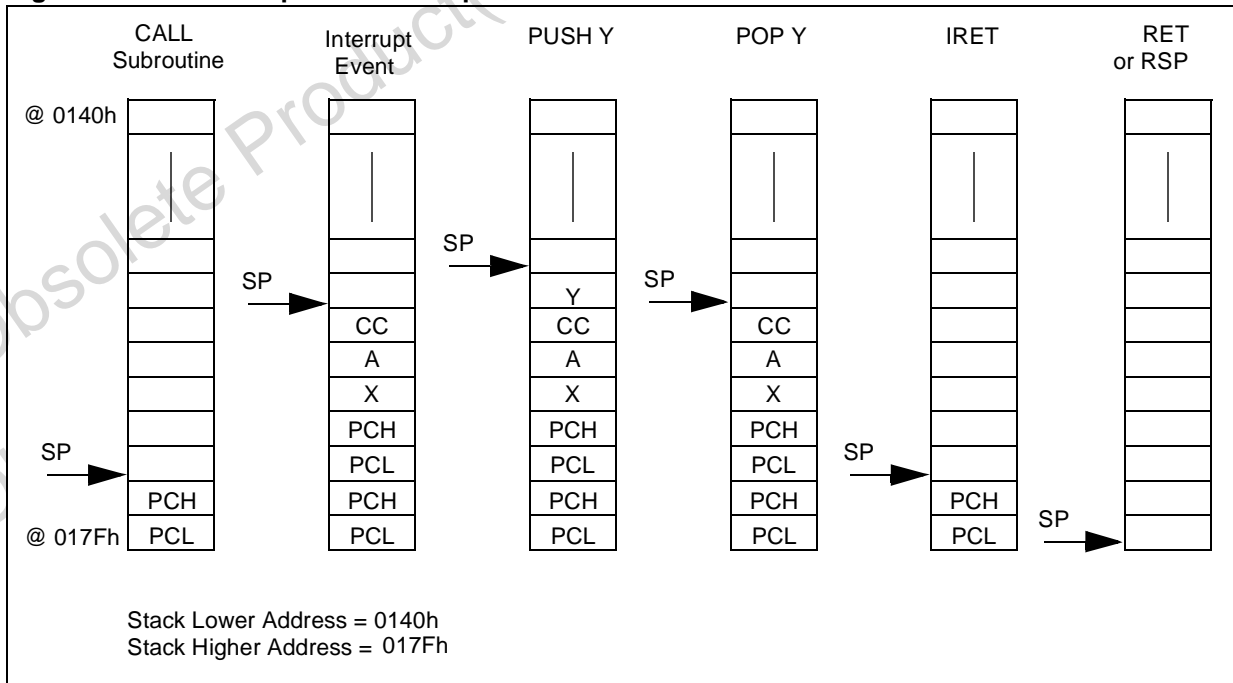 CALL
Subroutine
Interrupt
Event
PUSH Y
POP Y
IRET
RET
or RSP
@ 0140h
SP
SP
SP
Y
CC
CC
CC
A
A
A
X
X
X
PCH
PCH
PCH
SP
SP
PCL
PCL
PCL
PCH
PCH
PCH
PCH
PCH
SP
@ 017Fh
PCL
PCL
PCL
PCL
PCL
Stack Lower Address = 0140h
Stack Higher Address = 017Fh
Obsolete Product(